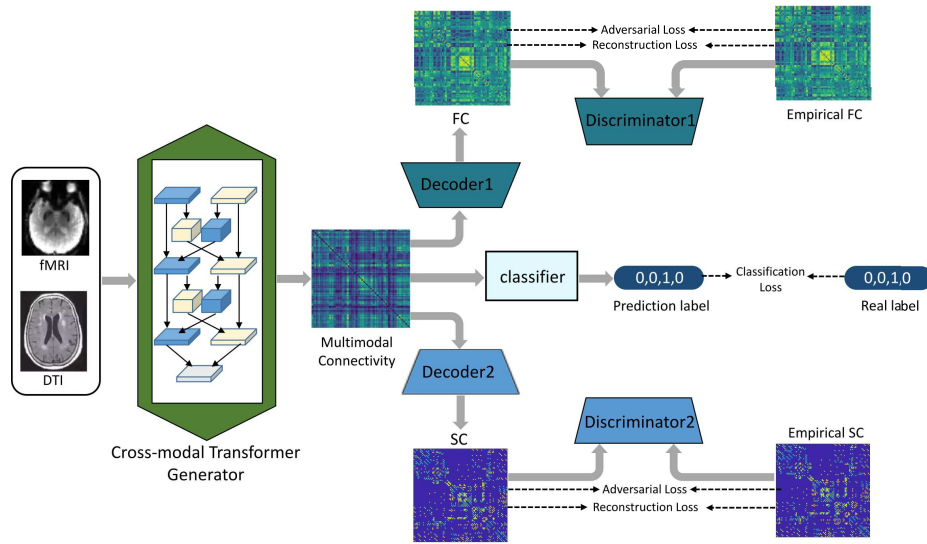 Adversarial Loss
Reconstruction Loss
FC
Discriminator1
Empirical FC
Decoder1
fMRI
DTI
Cross-modal Transformer
Generator
Multimodal
Connectivity
classifier
0,0,1,0
Prediction label
Classification
Loss
0,0,1,0
Real label
Decoder2
SC
Discriminator2
Empirical SC
Adversarial Loss
Reconstruction Loss